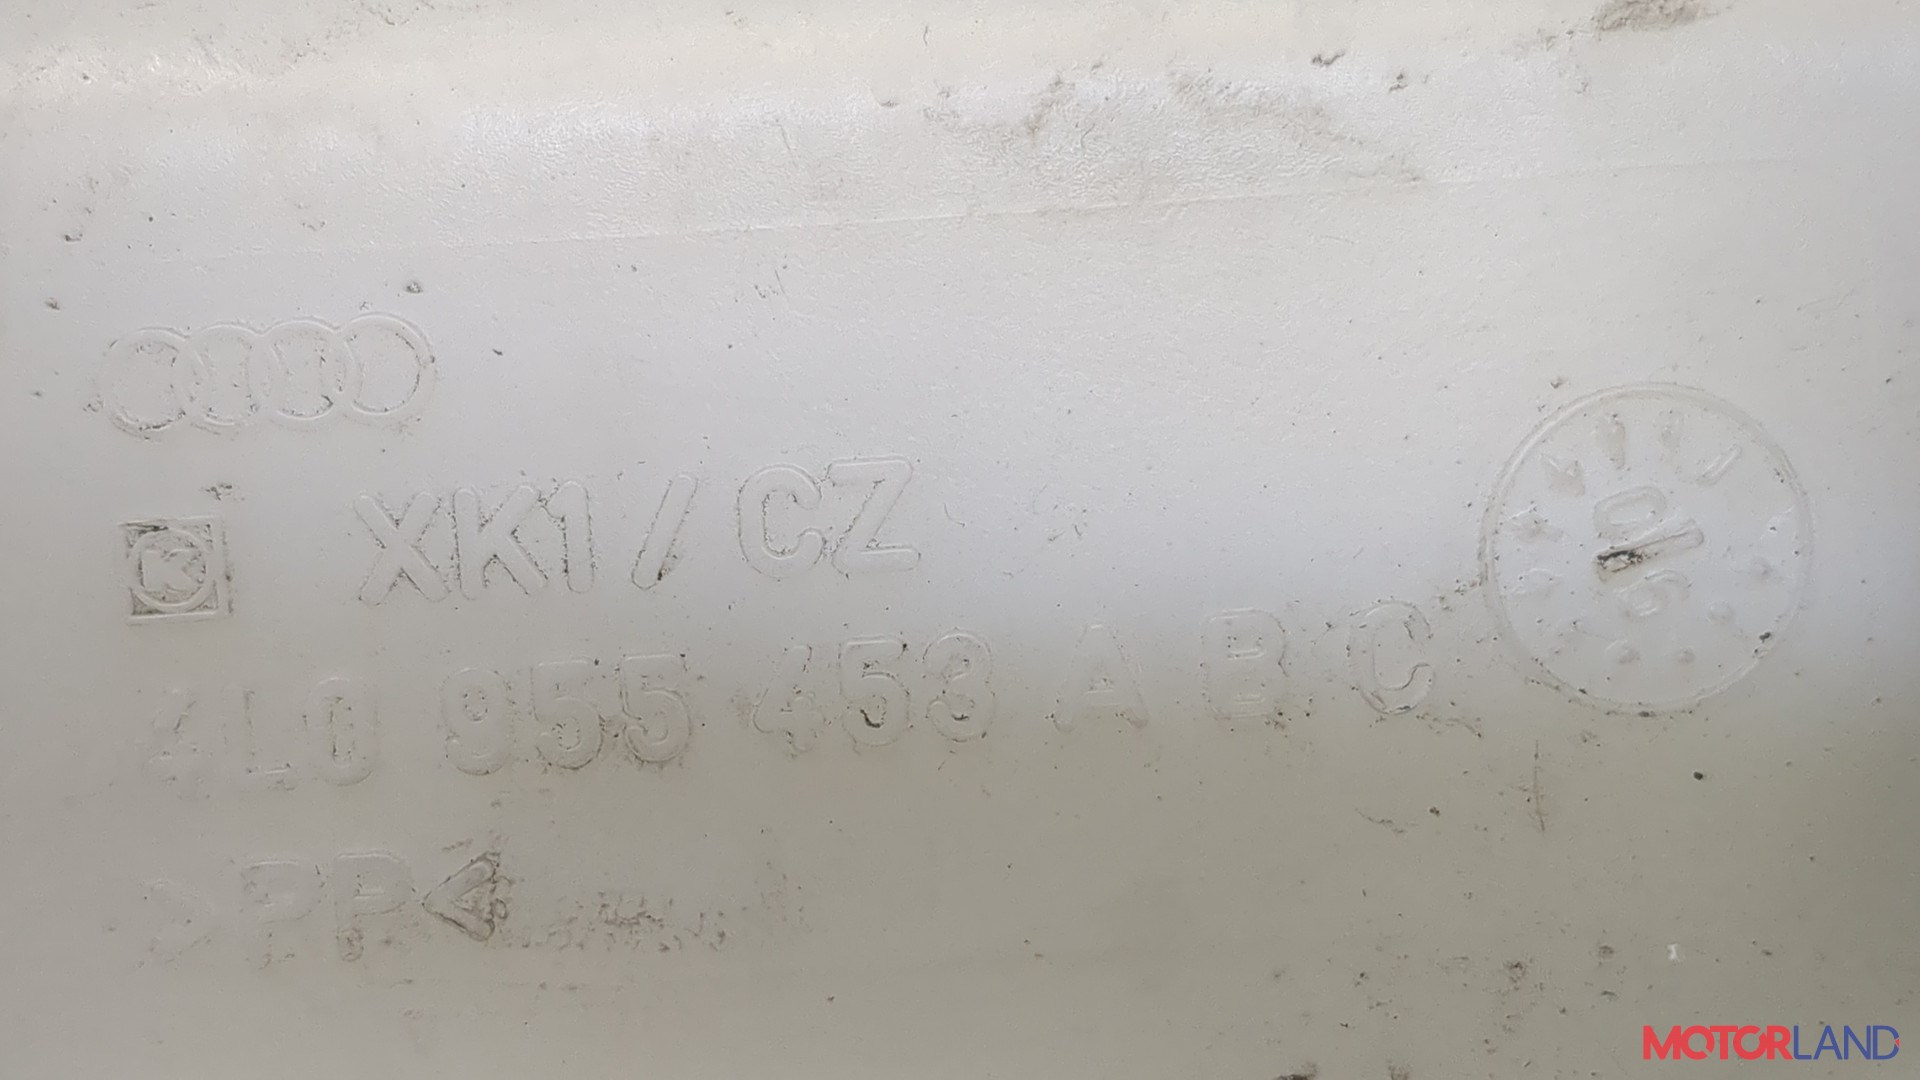 K XK1/CZ
4L0 955 453 A B C
>PP<
MOTORLAND